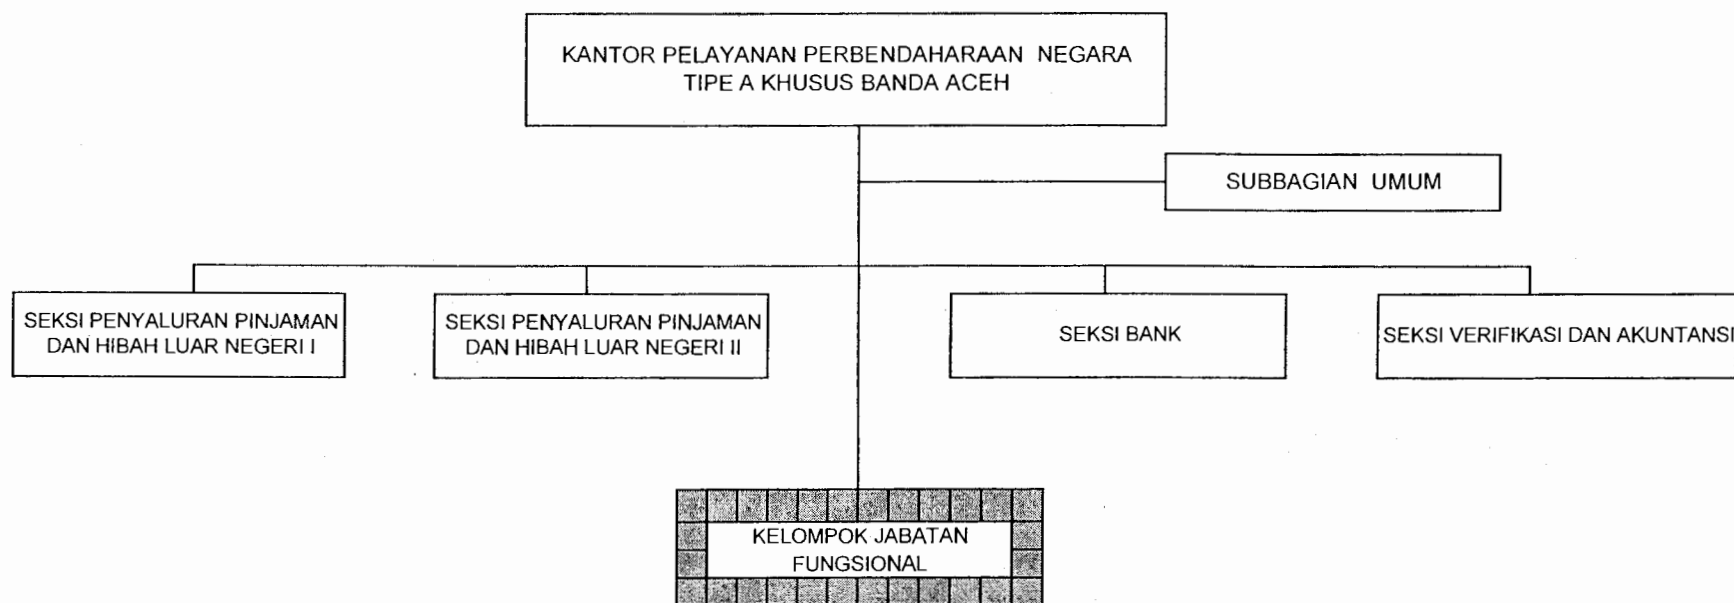 KANTOR PELAYANAN PERBENDAHARAAN NEGARA
TIPE A KHUSUS BANDA ACEH
SUBBAGIAN UMUM
SEKSI PENYALURAN PINJAMAN
DAN HIBAH LUAR NEGERI I
SEKSI PENYALURAN PINJAMAN
DAN HIBAH LUAR NEGERI II
SEKSI BANK
SEKSI VERIFIKASI DAN AKUNTANSI
KELOMPOK JABATAN
FUNGSIONAL